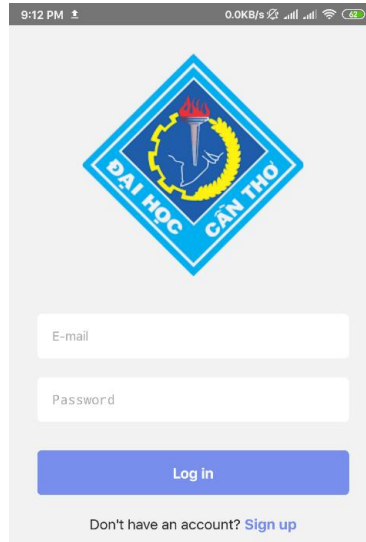 9:12 PM
0.0KB/s
62
ĐẠI HỌC CẦN THƠ
E-mail
Password
Log in
Don't have an account? Sign up